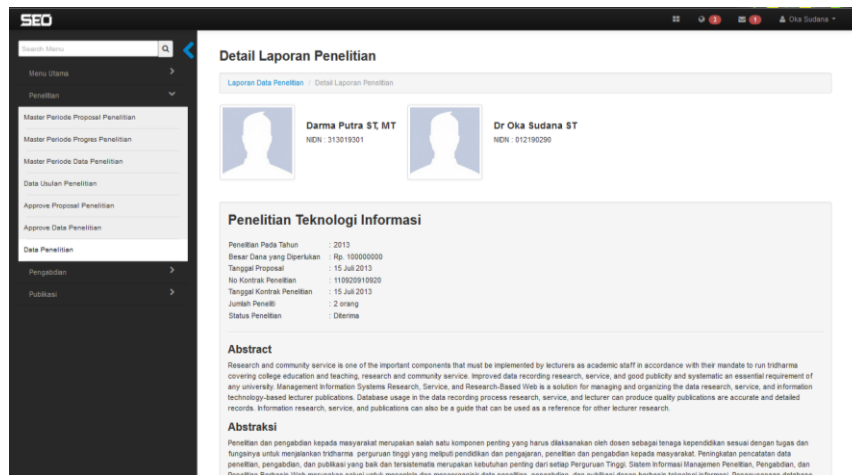 SEO
3
1
Oka Sudana
Search Menu
Menu Utama
Penelitian
Master Periode Proposal Penelitian
Master Periode Progres Penelitian
Master Periode Data Penelitian
Data Usulan Penelitian
Approve Proposal Penelitian
Approve Data Penelitian
Data Penelitian
Pengabdian
Publikasi
Detail Laporan Penelitian
Laporan Data Penelitian / Detail Laporan Penelitian
Darma Putra ST, MT
NIDN : 313019301
Dr Oka Sudana ST
NIDN : 012190290
Penelitian Teknologi Informasi
Penelitian Pada Tahun : 2013
Besar Dana yang Diperlukan : Rp. 100000000
Tanggal Proposal : 15 Juli 2013
No Kontrak Penelitian : 110920910920
Tanggal Kontrak Penelitian : 15 Juli 2013
Jumlah Peneliti : 2 orang
Status Penelitian : Diterima
Abstract
Research and community service is one of the important components that must be implemented by lecturers as academic staff in accordance with their mandate to run tridharma
covering college education and teaching, research and community service. Improved data recording research, service, and good publicity and systematic an essential requirement of
any university. Management Information Systems Research, Service, and Research-Based Web is a solution for managing and organizing the data research, service, and information
technology-based lecturer publications. Database usage in the data recording process research, service, and lecturer can produce quality publications are accurate and detailed
records. Information research, service, and publications can also be a guide that can be used as a reference for other lecturer research.
Abstraksi
Penelitian dan pengabdian kepada masyarakat merupakan salah satu komponen penting yang harus dilaksanakan oleh dosen sebagai tenaga kependidikan sesuai dengan tugas dan
fungsinya untuk menjalankan tridharma perguruan tinggi yang meliputi pendidikan dan pengajaran, penelitian dan pengabdian kepada masyarakat. Peningkatan pencatatan data
penelitian, pengabdian, dan publikasi yang baik dan tersistematis merupakan kebutuhan penting dari setiap Perguruan Tinggi. Sistem Informasi Manajemen Penelitian, Pengabdian, dan